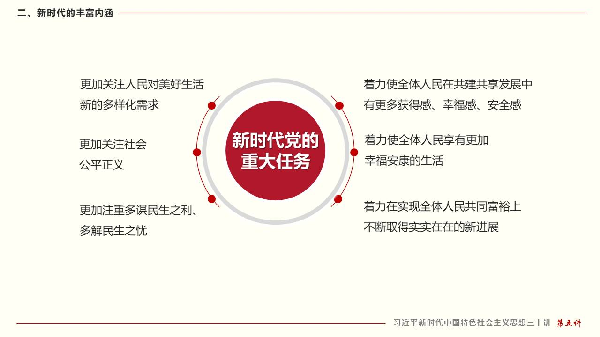 二、新时代的丰富内涵
更加关注人民对美好生活
新的多样化需求
更加关注社会
公平正义
更加注重多谋民生之利、
多解民生之忧
新时代党的
重大任务
着力使全体人民在共建共享发展中
有更多获得感、幸福感、安全感
着力使全体人民享有更加
幸福安康的生活
着力在实现全体人民共同富裕上
不断取得实实在在的新进展
习近平新时代中国特色社会主义思想三十讲 第五讲